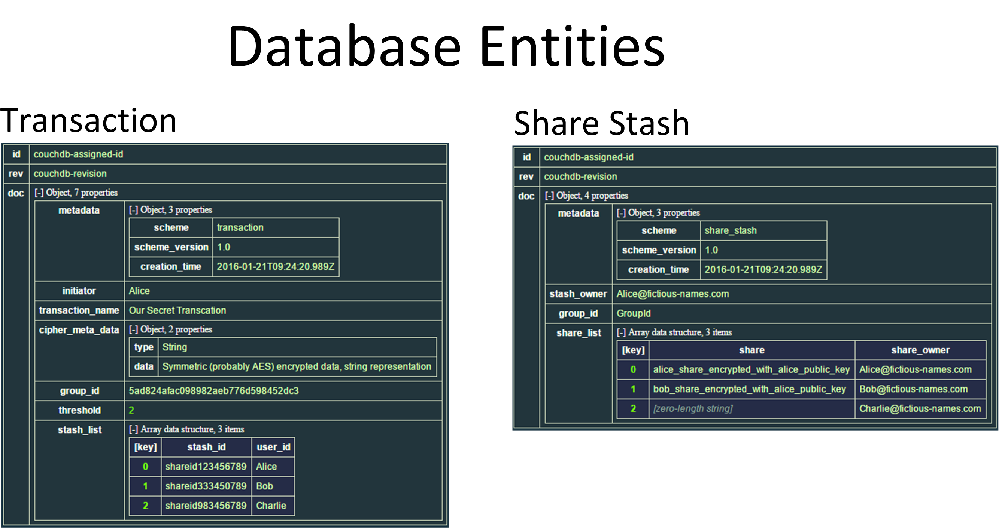 Database Entities
Transaction
id couchdb-assigned-id
rev couchdb-revision
doc [-] Object, 7 properties
metadata [-] Object, 3 properties
scheme transaction
scheme_version 1.0
creation_time 2016-01-21T09:24:20.989Z
initiator Alice
transaction_name Our Secret Transcation
cipher_meta_data [-] Object, 2 properties
type String
data Symmetric (probably AES) encrypted data, string representation
group_id 5ad824afac098982aeb776d598452dc3
threshold 2
stash_list [-] Array data structure, 3 items
[key] stash_id user_id
0 shareid123456789 Alice
1 shareid333450789 Bob
2 shareid983456789 Charlie
Share Stash
id couchdb-assigned-id
rev couchdb-revision
doc [-] Object, 4 properties
metadata [-] Object, 3 properties
scheme share_stash
scheme_version 1.0
creation_time 2016-01-21T09:24:20.989Z
stash_owner Alice@fictious-names.com
group_id GroupId
share_list [-] Array data structure, 3 items
[key] share share_owner
0 alice_share_encrypted_with_alice_public_key Alice@fictious-names.com
1 bob_share_encrypted_with_alice_public_key Bob@fictious-names.com
2 [zero-length string] Charlie@fictious-names.com